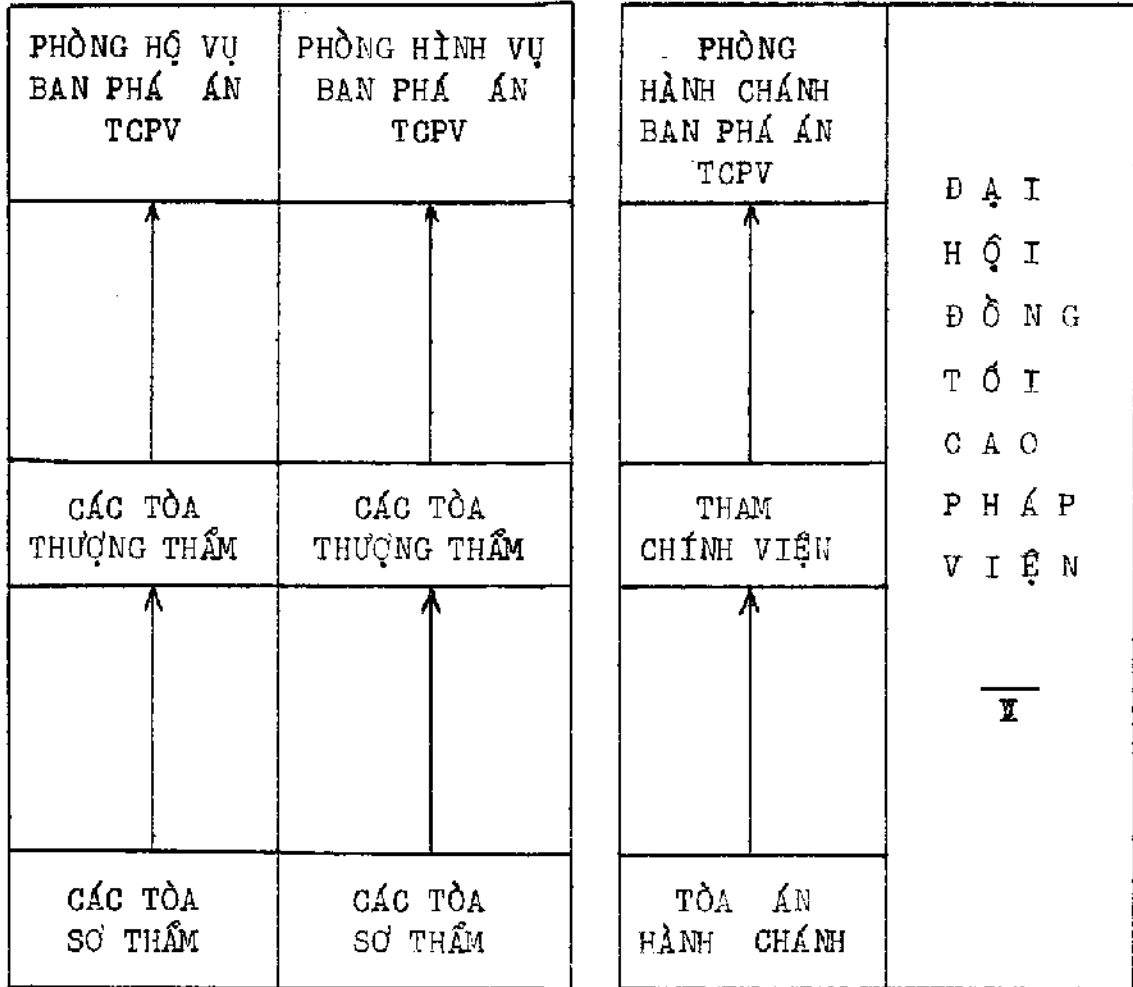 PHÒNG HỘ VỤ
BAN PHÁ ÁN
TCPV
PHÒNG HÌNH VỤ
BAN PHÁ ÁN
TCPV
PHÒNG
HÀNH CHÁNH
BAN PHÁ ÁN
TCPV
CÁC TÒA
THƯỢNG THẨM
CÁC TÒA
THƯỢNG THẨM
THAM
CHÍNH VIỆN
CÁC TÒA
SƠ THẨM
CÁC TÒA
SƠ THẨM
TÒA ÁN
HÀNH CHÁNH
ĐẠI
HỘI
ĐỒNG
TỐI
CAO
PHÁP
VIỆN